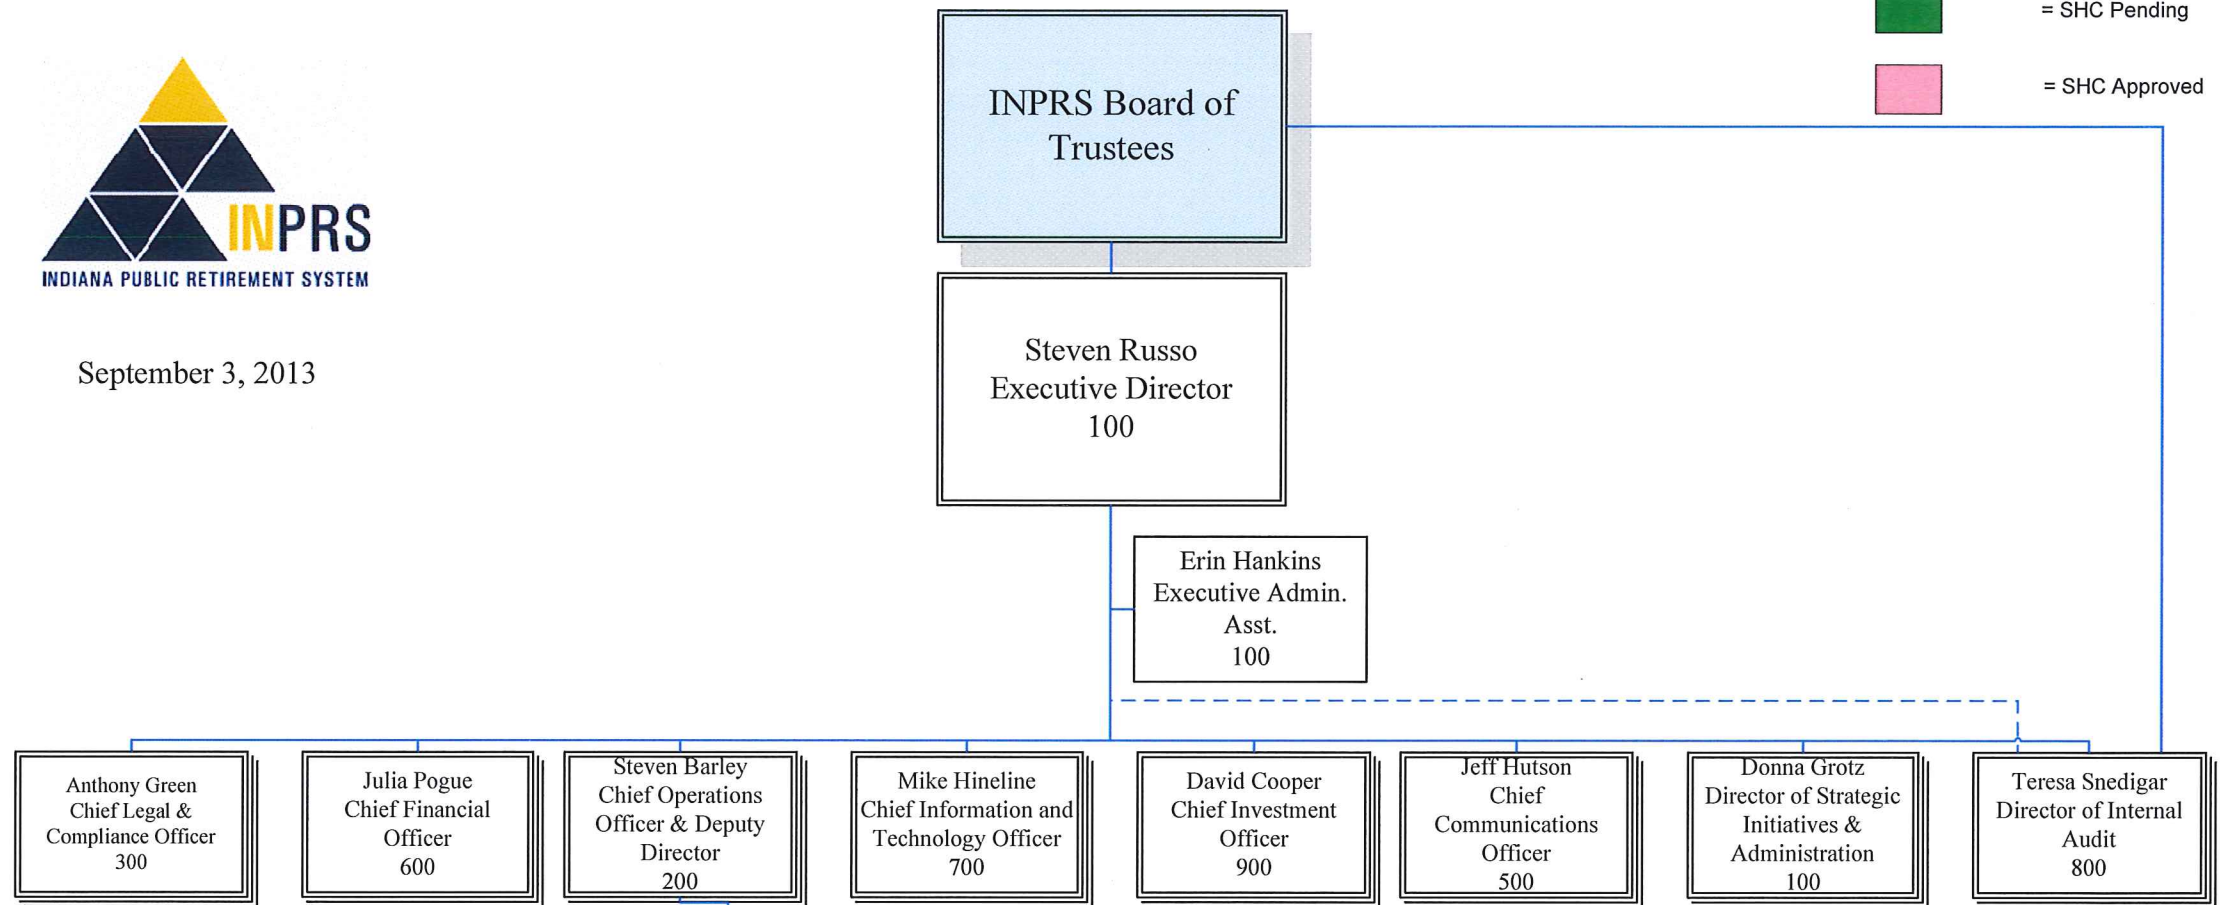 = SHC Pending
= SHC Approved
INPRS
INDIANA PUBLIC RETIREMENT SYSTEM
September 3, 2013
INPRS Board of
Trustees
Steven Russo
Executive Director
100
Erin Hankins
Executive Admin.
Asst.
100
Anthony Green
Chief Legal &
Compliance Officer
300
Julia Pogue
Chief Financial
Officer
600
Steven Barley
Chief Operations
Officer & Deputy
Director
200
Mike Hineline
Chief Information and
Technology Officer
700
David Cooper
Chief Investment
Officer
900
Jeff Hutson
Chief
Communications
Officer
500
Donna Grotz
Director of Strategic
Initiatives &
Administration
100
Teresa Snedigar
Director of Internal
Audit
800